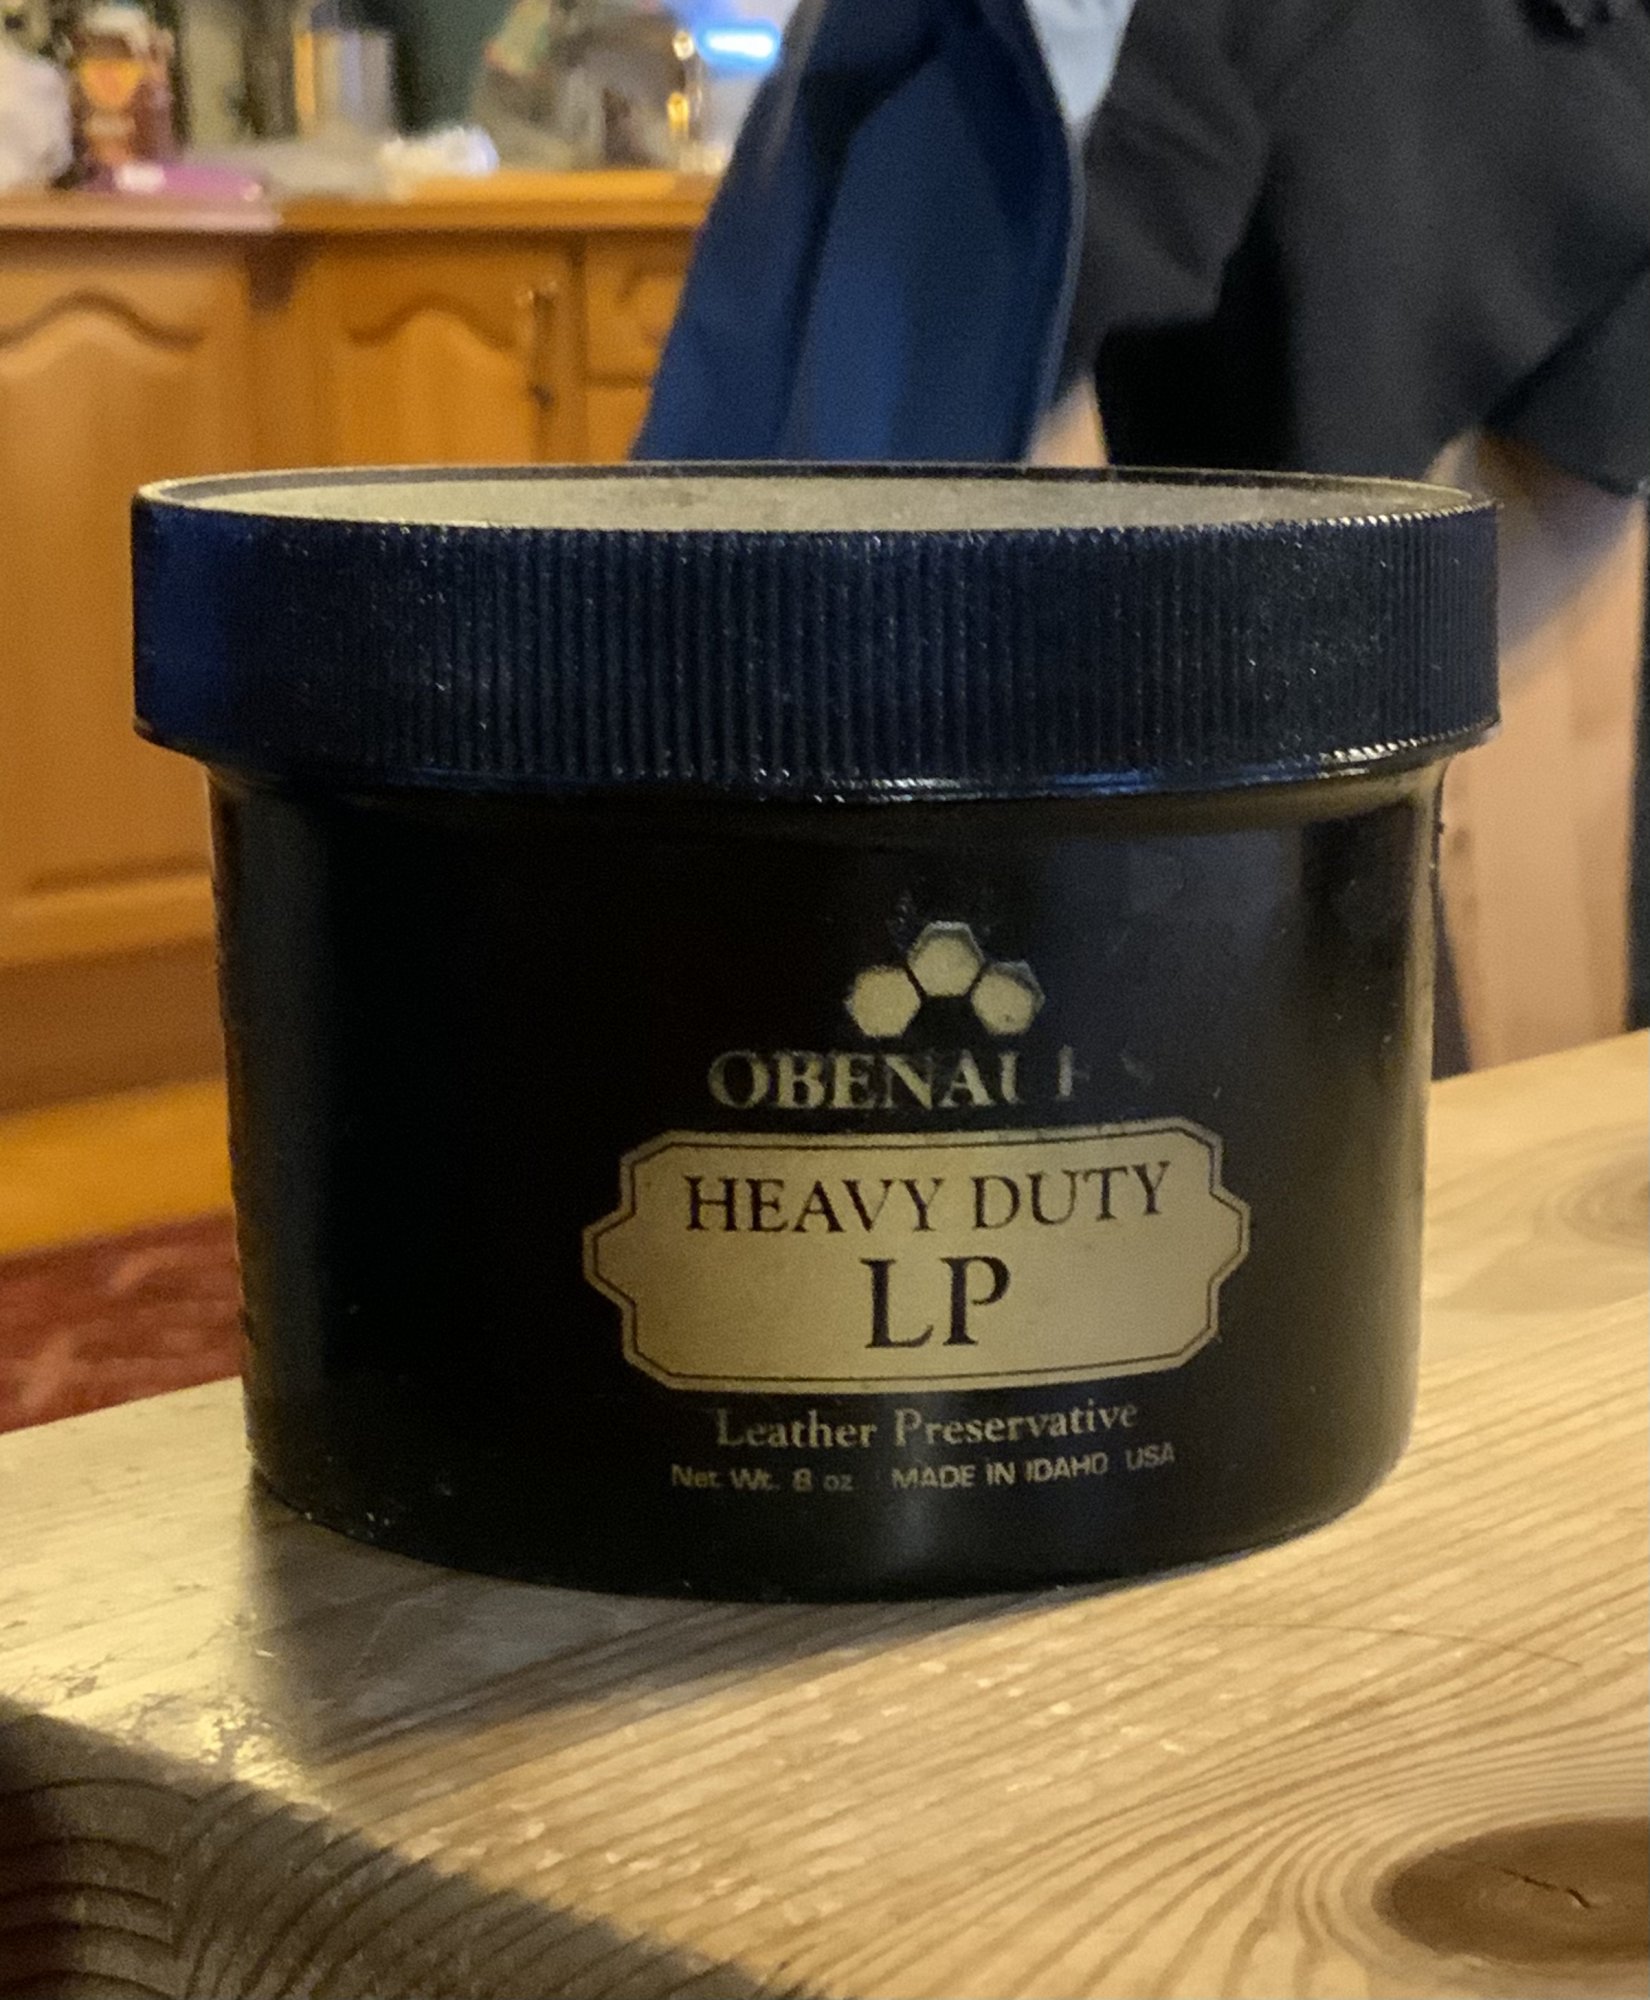 HEAVY DUTY
LP
Leather Preservative
Net Wt. 8 oz MADE IN IDAHO USA